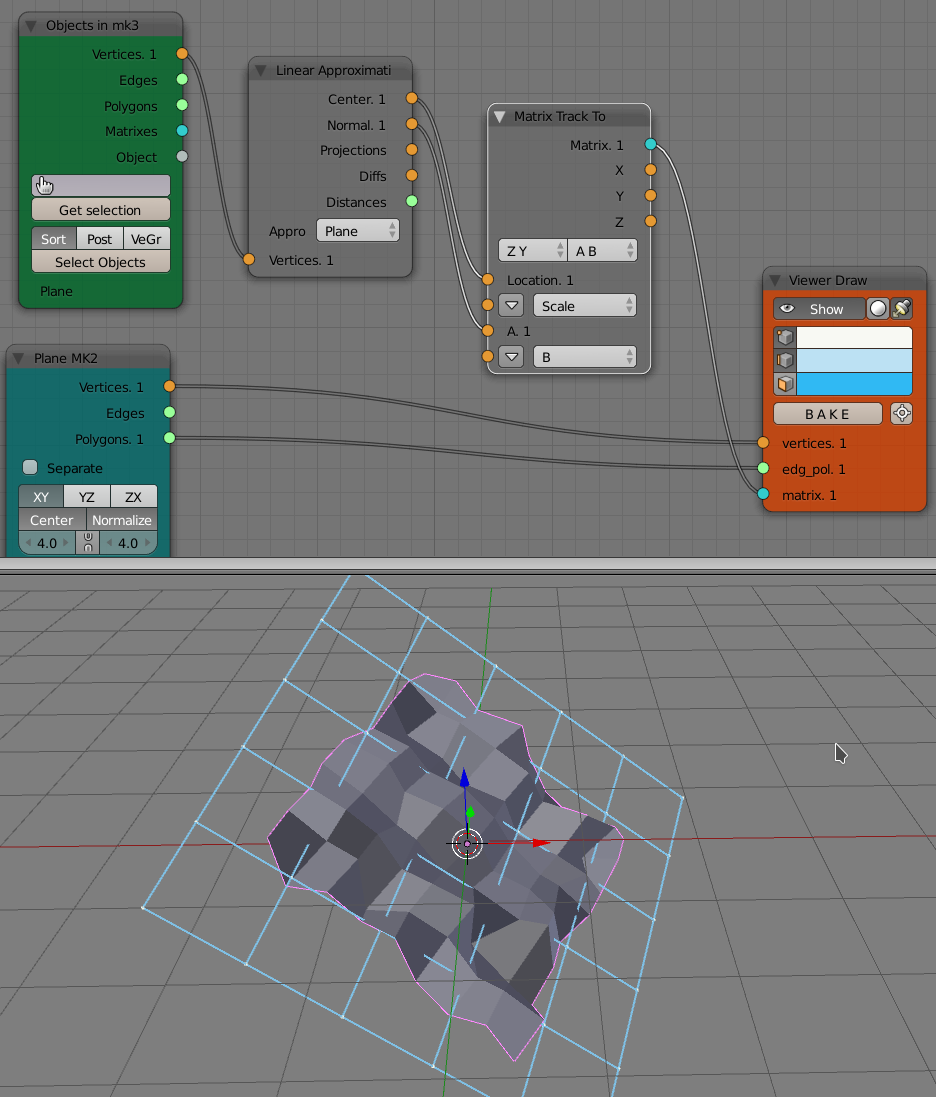 Objects in mk3
Vertices. 1
Edges
Polygons
Matrixes
Object
Get selection
Sort Post VeGr
Select Objects
Plane
Linear Approximati
Center. 1
Normal. 1
Projections
Diffs
Distances
Appro Plane
Vertices. 1
Matrix Track To
Matrix. 1
X
Y
Z
Z Y A B
Location. 1
Scale
A. 1
B
Viewer Draw
Show
B A K E
vertices. 1
edg_pol. 1
matrix. 1
Plane MK2
Vertices. 1
Edges
Polygons. 1
Separate
XY YZ ZX
Center Normalize
4.0 4.0